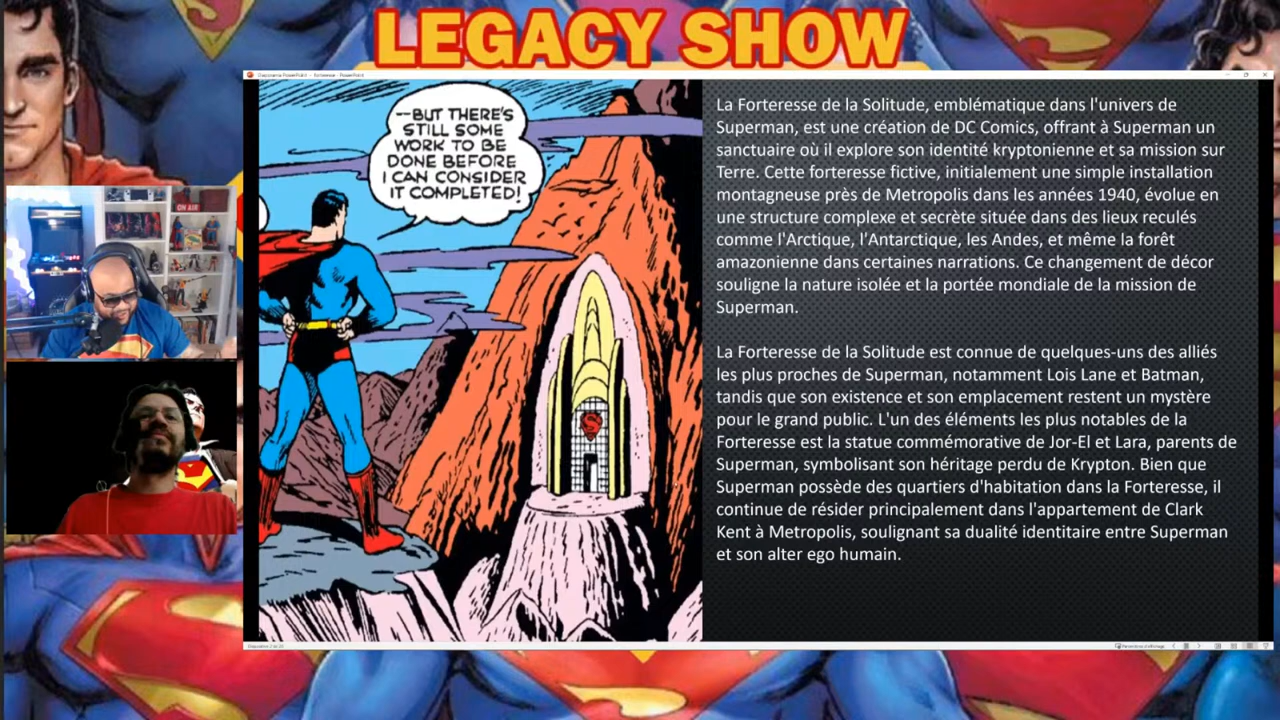 LEGACY SHOW
--BUT THERE'S
STILL SOME
WORK TO BE
DONE BEFORE
I CAN CONSIDER
IT COMPLETED!
La Forteresse de la Solitude, emblématique dans l'univers de
Superman, est une création de DC Comics, offrant à Superman un
sanctuaire où il explore son identité kryptonienne et sa mission sur
Terre. Cette forteresse fictive, initialement une simple installation
montagneuse près de Metropolis dans les années 1940, évolue en
une structure complexe et secrète située dans des lieux reculés
comme l'Arctique, l'Antarctique, les Andes, et même la forêt
amazonienne dans certaines narrations. Ce changement de décor
souligne la nature isolée et la portée mondiale de la mission de
Superman.
La Forteresse de la Solitude est connue de quelques-uns des alliés
les plus proches de Superman, notamment Lois Lane et Batman,
tandis que son existence et son emplacement restent un mystère
pour le grand public. L'un des éléments les plus notables de la
Forteresse est la statue commémorative de Jor-El et Lara, parents de
Superman, symbolisant son héritage perdu de Krypton. Bien que
Superman possède des quartiers d'habitation dans la Forteresse, il
continue de résider principalement dans l'appartement de Clark
Kent à Metropolis, soulignant sa dualité identitaire entre Superman
et son alter ego humain.
ON AIR